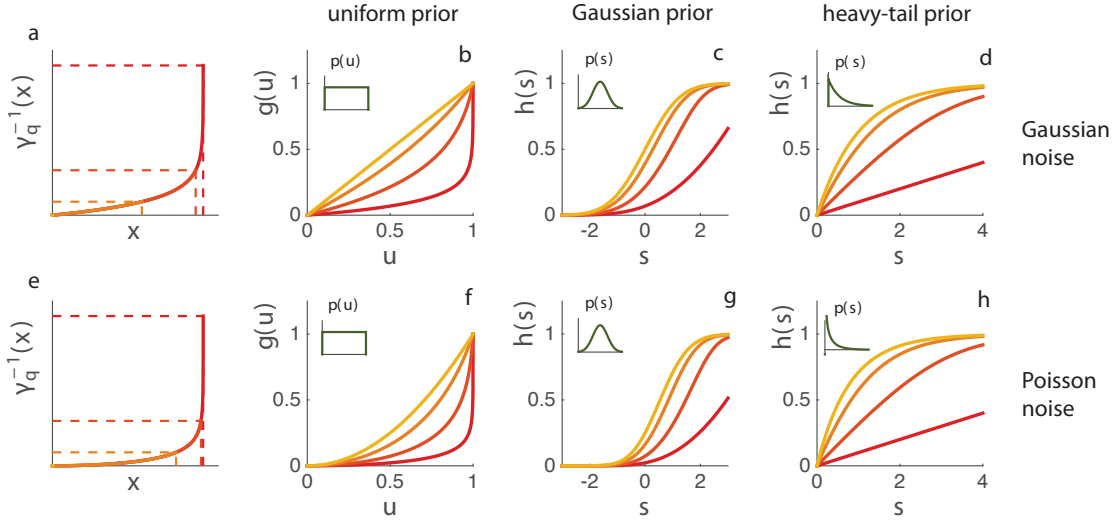 uniform prior
Gaussian prior
heavy-tail prior
a
γq⁻¹(x)
x
b
p(u)
g(u)
1
0.5
0
0
0.5
1
u
c
p(s)
h(s)
1
0.5
0
-2
0
2
s
d
p(s)
h(s)
1
0.5
0
0
2
4
s
Gaussian
noise
e
γq⁻¹(x)
x
f
p(u)
g(u)
1
0.5
0
0
0.5
1
u
g
p(s)
h(s)
1
0.5
0
-2
0
2
s
h
p(s)
h(s)
1
0.5
0
0
2
4
s
Poisson
noise